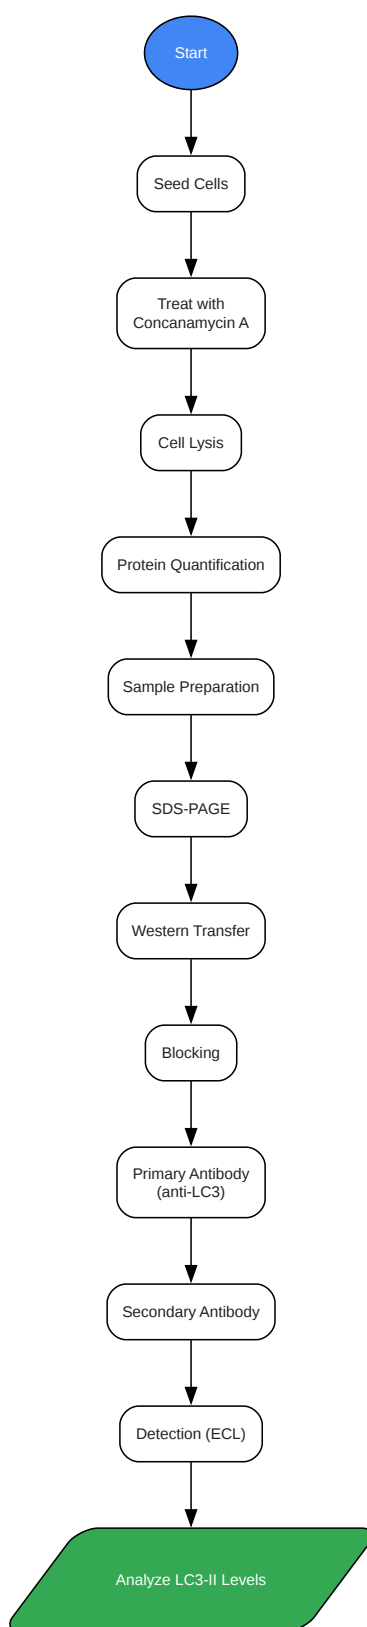 Start
Seed Cells
Treat with
Concanamycin A
Cell Lysis
Protein Quantification
Sample Preparation
SDS-PAGE
Western Transfer
Blocking
Primary Antibody
(anti-LC3)
Secondary Antibody
Detection (ECL)
Analyze LC3-II Levels